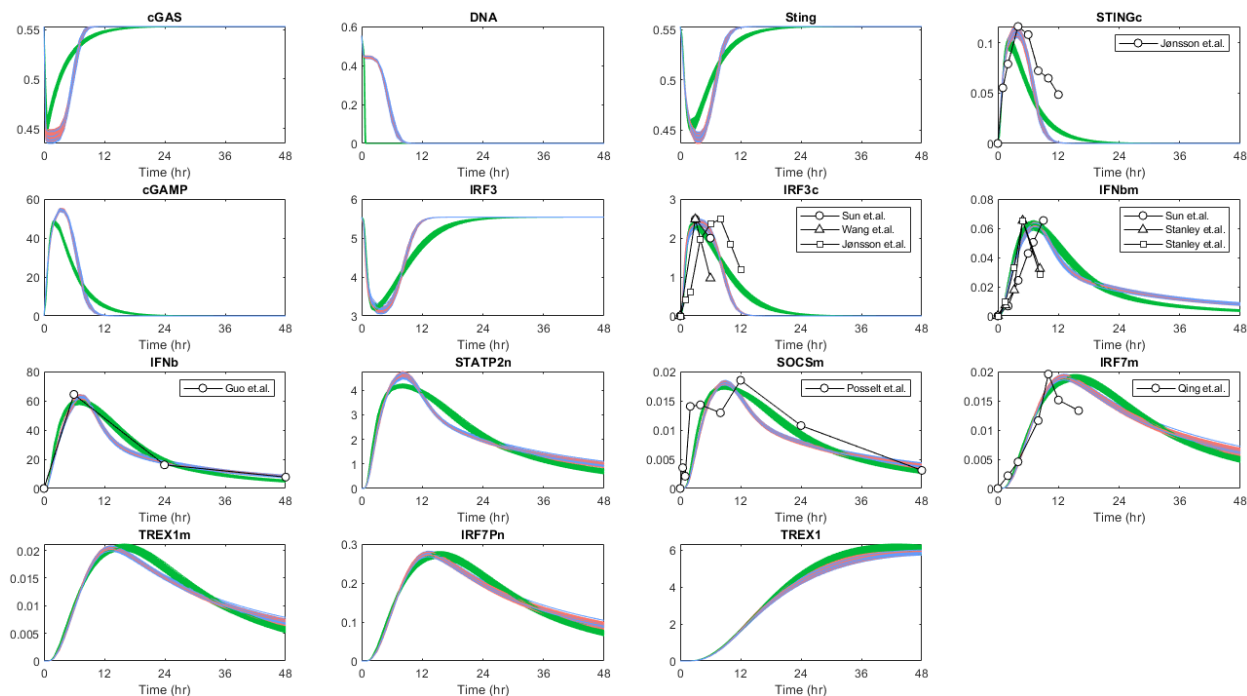 cGAS
0.55
0.5
0.45
0 12 24 36 48
Time (hr)
DNA
0.6
0.4
0.2
0
0 12 24 36 48
Time (hr)
Sting
0.55
0.5
0.45
0 12 24 36 48
Time (hr)
STINGc
Jønsson et.al.
0.1
0.05
0
0 12 24 36 48
Time (hr)
cGAMP
60
40
20
0
0 12 24 36 48
Time (hr)
IRF3
6
5
4
3
0 12 24 36 48
Time (hr)
IRF3c
Sun et.al.
Wang et.al.
Jønsson et.al.
3
2
1
0
0 12 24 36 48
Time (hr)
IFNbm
Sun et.al.
Stanley et.al.
Stanley et.al.
0.08
0.06
0.04
0.02
0
0 12 24 36 48
Time (hr)
IFNb
Guo et.al.
80
60
40
20
0
0 12 24 36 48
Time (hr)
STATP2n
4
3
2
1
0
0 12 24 36 48
Time (hr)
SOCSm
Posselt et.al.
0.02
0.015
0.01
0.005
0
0 12 24 36 48
Time (hr)
IRF7m
Qing et.al.
0.02
0.015
0.01
0.005
0
0 12 24 36 48
Time (hr)
TREX1m
0.02
0.015
0.01
0.005
0
0 12 24 36 48
Time (hr)
IRF7Pn
0.3
0.2
0.1
0
0 12 24 36 48
Time (hr)
TREX1
6
4
2
0
0 12 24 36 48
Time (hr)